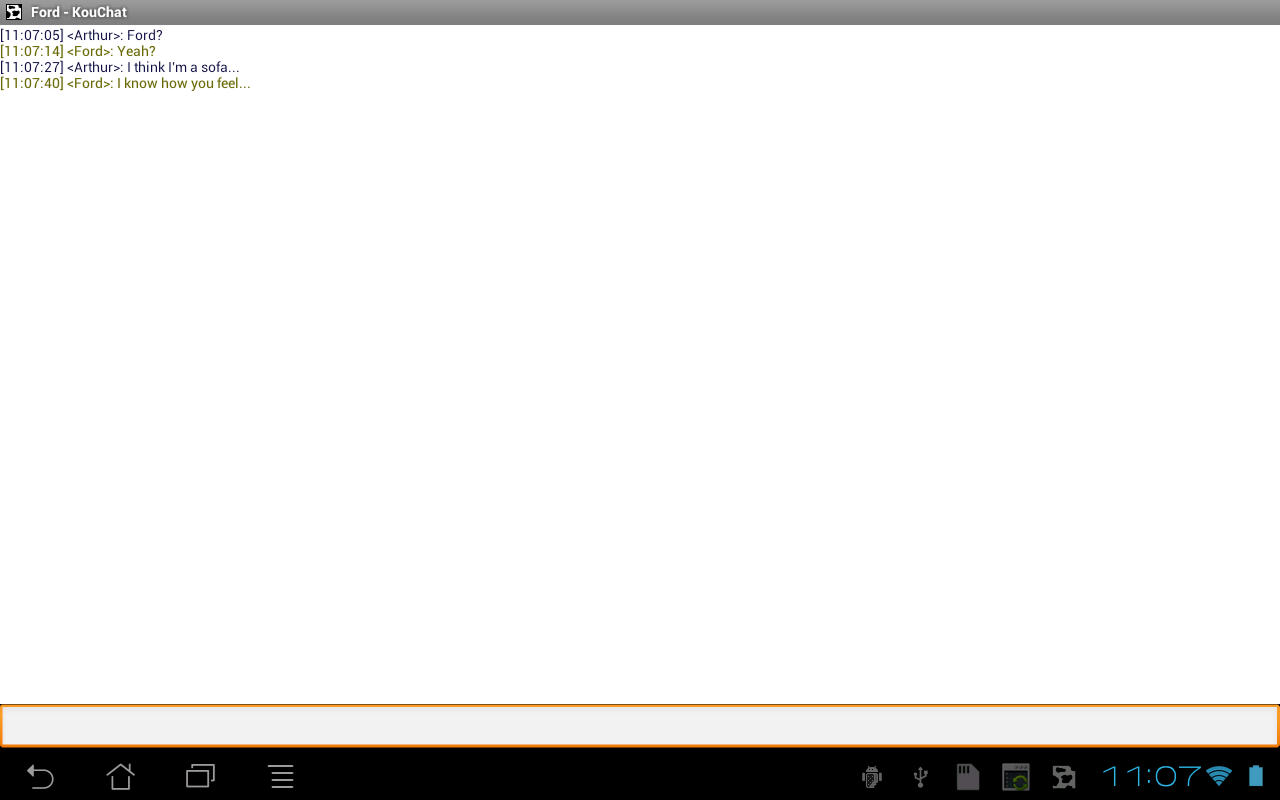 Ford - KouChat
[11:07:05] <Arthur>: Ford?
[11:07:14] <Ford>: Yeah?
[11:07:27] <Arthur>: I think I'm a sofa...
[11:07:40] <Ford>: I know how you feel...
11:07